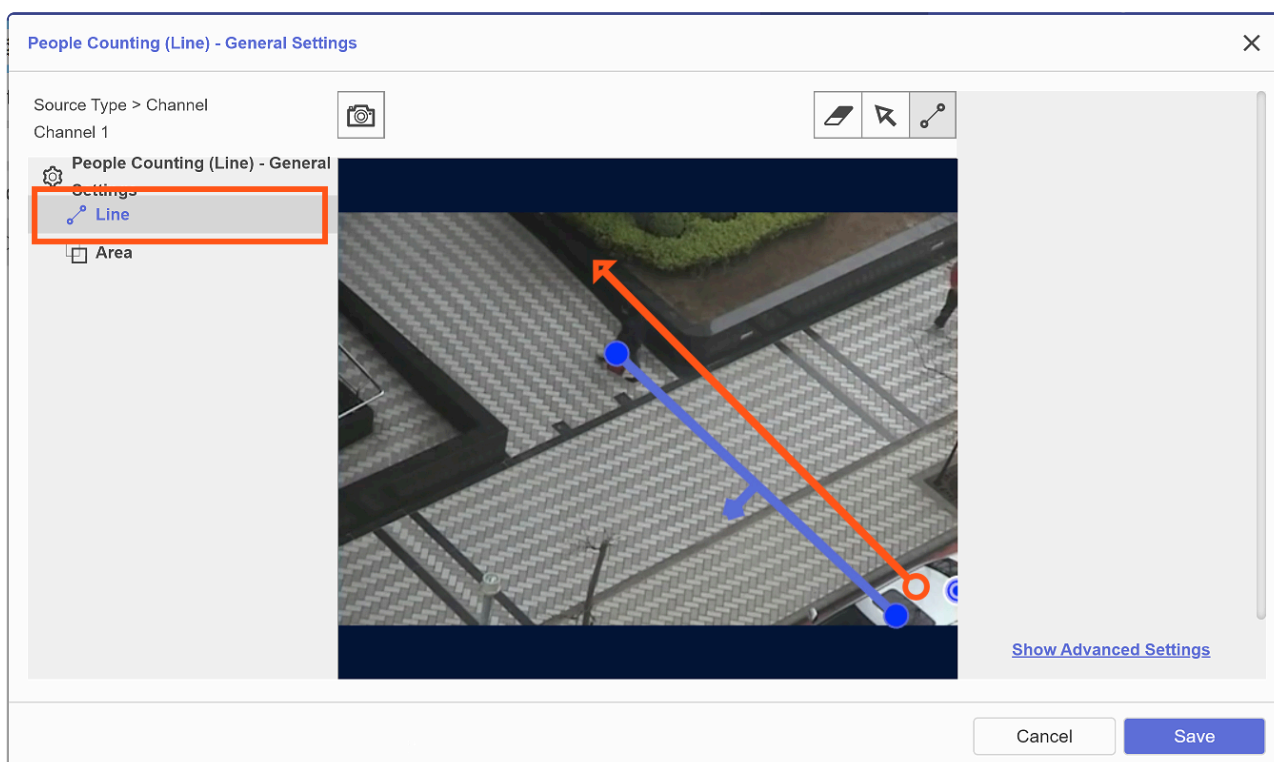 People Counting (Line) - General Settings
Source Type > Channel
Channel 1
People Counting (Line) - General
Settings
Line
Area
Show Advanced Settings
Cancel
Save